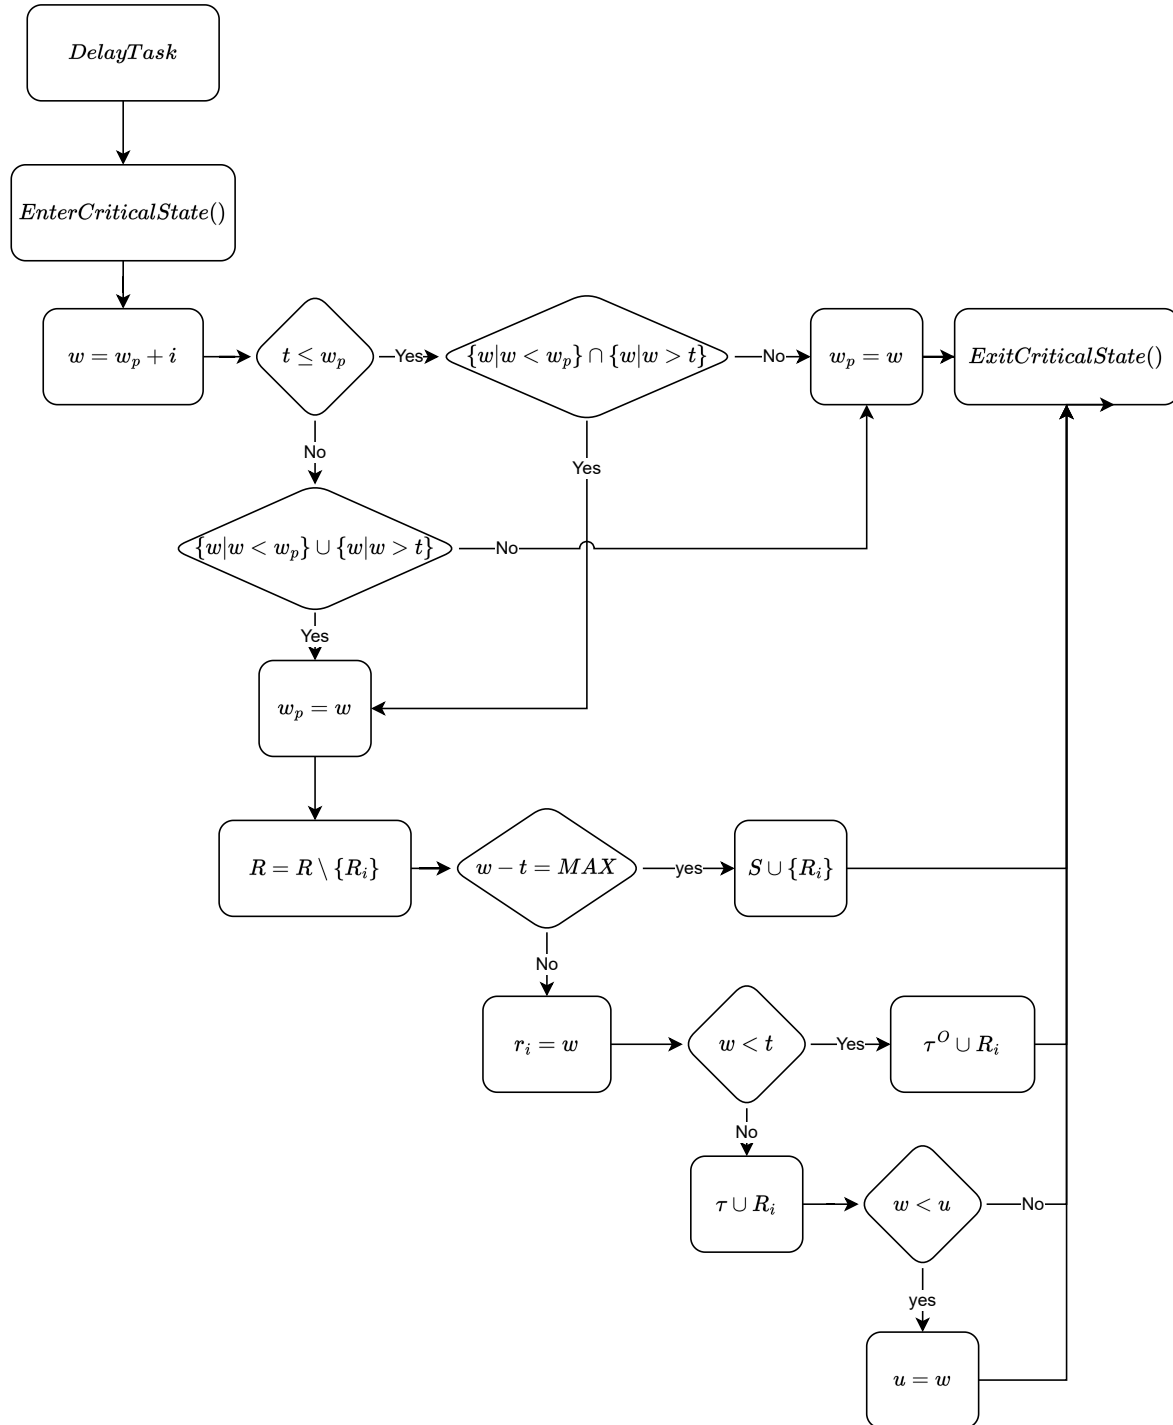 DelayTask
EnterCriticalState()
w = w_p + i
t ≤ w_p
Yes
{w|w < w_p} ∩ {w|w > t}
No
w_p = w
ExitCriticalState()
No
Yes
{w|w < w_p} ∪ {w|w > t}
No
Yes
w_p = w
R = R \ {R_i}
w − t = MAX
yes
S ∪ {R_i}
No
r_i = w
w < t
Yes
τ^O ∪ R_i
No
τ ∪ R_i
w < u
No
yes
u = w